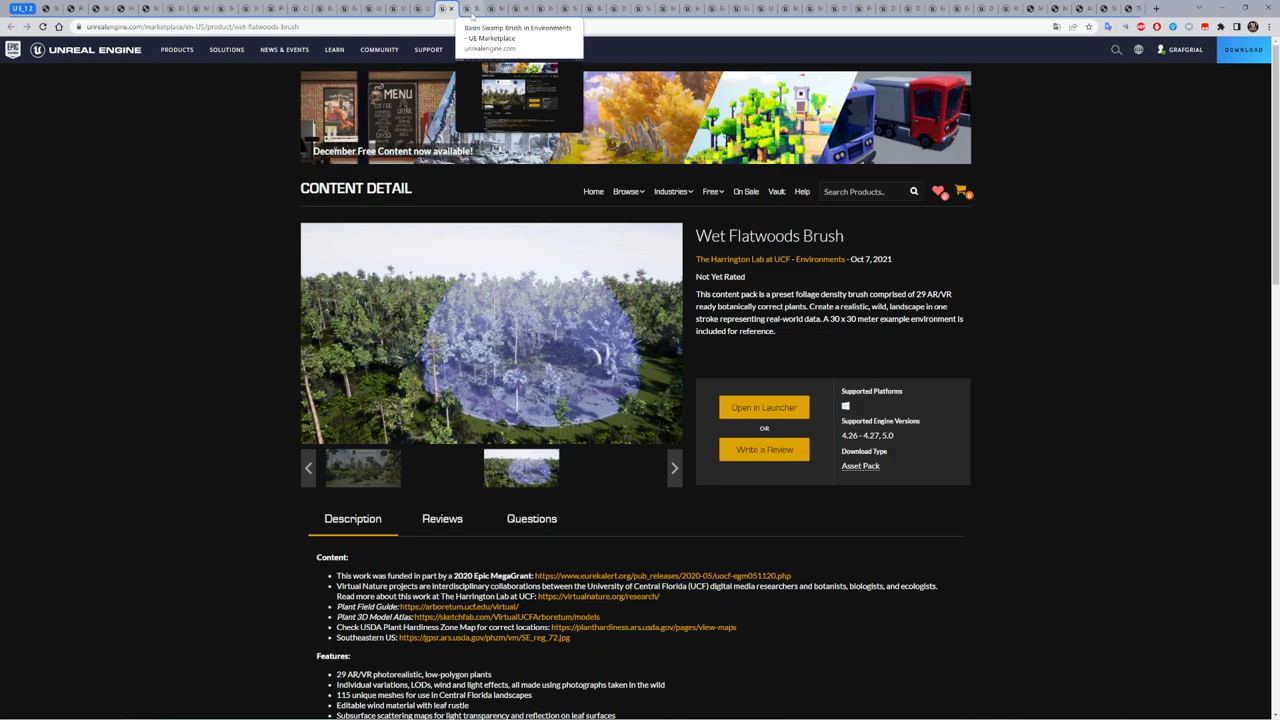 UE_12
unrealengine.com/marketplace/en-US/product/wet-flatwoods-brush
Basin Swamp Brush in Environments
- UE Marketplace
unrealengine.com
UNREAL ENGINE
PRODUCTS
SOLUTIONS
NEWS & EVENTS
LEARN
COMMUNITY
SUPPORT
GRAFGRIAL
DOWNLOAD
MENU
December Free Content now available!
CONTENT DETAIL
Home
Browse
Industries
Free
On Sale
Vault
Help
Search Products..
0
0
Wet Flatwoods Brush
The Harrington Lab at UCF - Environments - Oct 7, 2021
Not Yet Rated
This content pack is a preset foliage density brush comprised of 29 AR/VR
ready botanically correct plants. Create a realistic, wild, landscape in one
stroke representing real-world data. A 30 x 30 meter example environment is
included for reference.
Open in Launcher
OR
Write a Review
Supported Platforms
Supported Engine Versions
4.26 - 4.27, 5.0
Download Type
Asset Pack
Description
Reviews
Questions
Content:
This work was funded in part by a 2020 Epic MegaGrant: https://www.eurekalert.org/pub_releases/2020-05/uocf-egm051120.php
Virtual Nature projects are interdisciplinary collaborations between the University of Central Florida (UCF) digital media researchers and botanists, biologists, and ecologists.
Read more about this work at The Harrington Lab at UCF: https://virtualnature.org/research/
Plant Field Guide: https://arboretum.ucf.edu/virtual/
Plant 3D Model Atlas: https://sketchfab.com/VirtualUCFArboretum/models
Check USDA Plant Hardiness Zone Map for correct locations: https://planthardiness.ars.usda.gov/pages/view-maps
Southeastern US: https://gpsr.ars.usda.gov/phzm/vm/SE_reg_72.jpg
Features:
29 AR/VR photorealistic, low-polygon plants
Individual variations, LODs, wind and light effects, all made using photographs taken in the wild
115 unique meshes for use in Central Florida landscapes
Editable wind material with leaf rustle
Subsurface scattering maps for light transparency and reflection on leaf surfaces